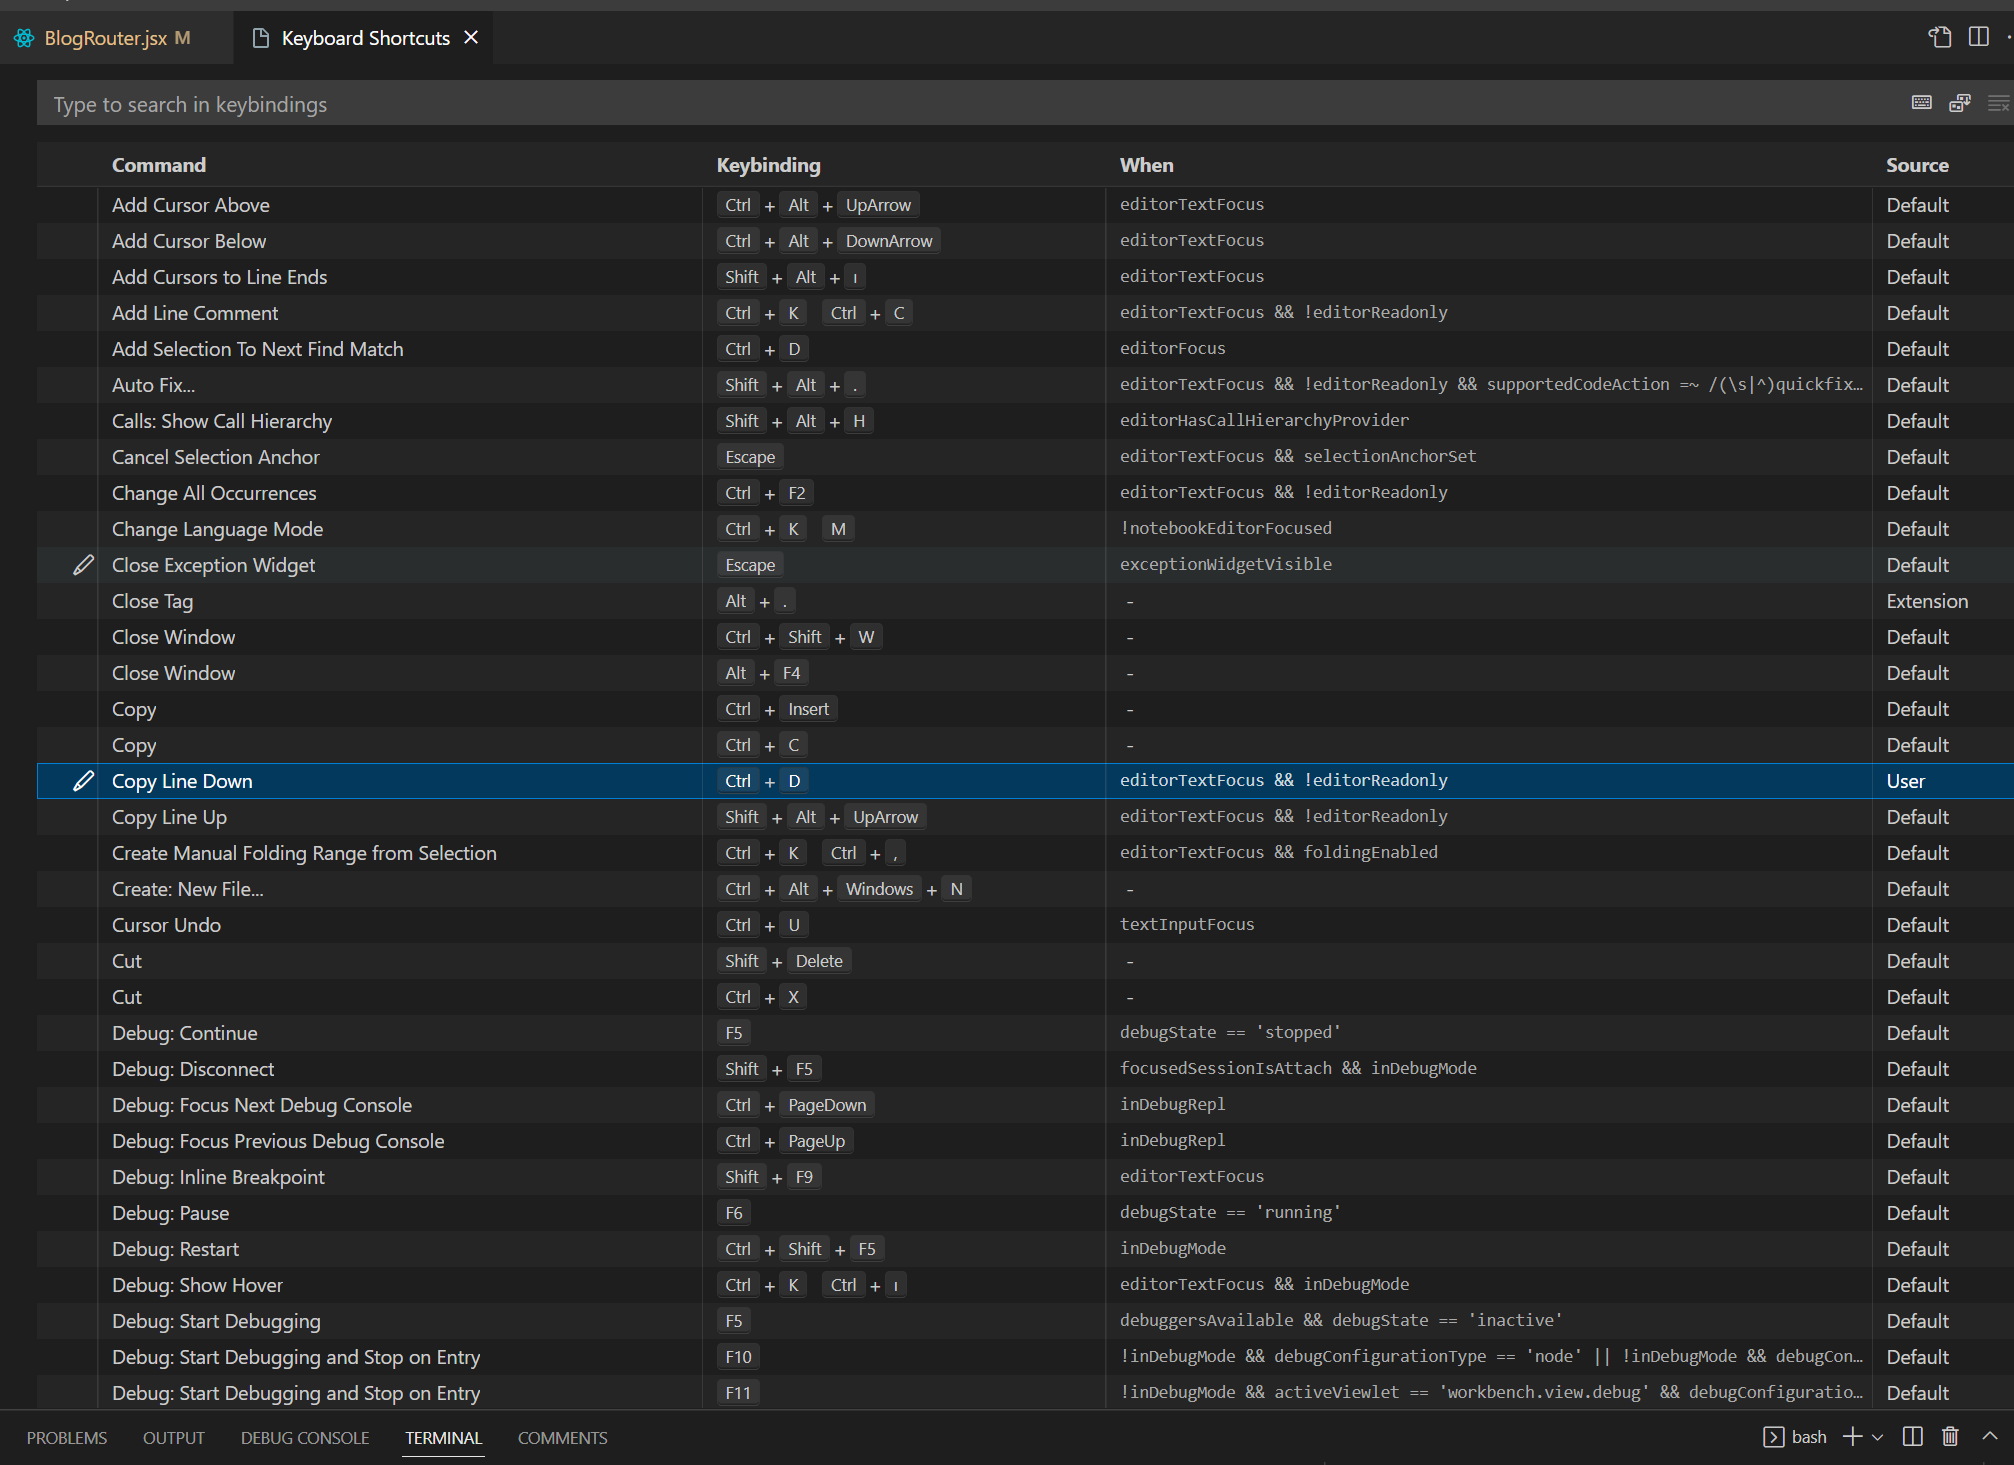 BlogRouter.jsx M
Keyboard Shortcuts
Type to search in keybindings
Command Keybinding When Source
Add Cursor Above Ctrl + Alt + UpArrow editorTextFocus Default
Add Cursor Below Ctrl + Alt + DownArrow editorTextFocus Default
Add Cursors to Line Ends Shift + Alt + ı editorTextFocus Default
Add Line Comment Ctrl + K Ctrl + C editorTextFocus && !editorReadonly Default
Add Selection To Next Find Match Ctrl + D editorFocus Default
Auto Fix... Shift + Alt + . editorTextFocus && !editorReadonly && supportedCodeAction =~ /(\s|^)quickfix… Default
Calls: Show Call Hierarchy Shift + Alt + H editorHasCallHierarchyProvider Default
Cancel Selection Anchor Escape editorTextFocus && selectionAnchorSet Default
Change All Occurrences Ctrl + F2 editorTextFocus && !editorReadonly Default
Change Language Mode Ctrl + K M !notebookEditorFocused Default
Close Exception Widget Escape exceptionWidgetVisible Default
Close Tag Alt + . - Extension
Close Window Ctrl + Shift + W - Default
Close Window Alt + F4 - Default
Copy Ctrl + Insert - Default
Copy Ctrl + C - Default
Copy Line Down Ctrl + D editorTextFocus && !editorReadonly User
Copy Line Up Shift + Alt + UpArrow editorTextFocus && !editorReadonly Default
Create Manual Folding Range from Selection Ctrl + K Ctrl + , editorTextFocus && foldingEnabled Default
Create: New File... Ctrl + Alt + Windows + N - Default
Cursor Undo Ctrl + U textInputFocus Default
Cut Shift + Delete - Default
Cut Ctrl + X - Default
Debug: Continue F5 debugState == 'stopped' Default
Debug: Disconnect Shift + F5 focusedSessionIsAttach && inDebugMode Default
Debug: Focus Next Debug Console Ctrl + PageDown inDebugRepl Default
Debug: Focus Previous Debug Console Ctrl + PageUp inDebugRepl Default
Debug: Inline Breakpoint Shift + F9 editorTextFocus Default
Debug: Pause F6 debugState == 'running' Default
Debug: Restart Ctrl + Shift + F5 inDebugMode Default
Debug: Show Hover Ctrl + K Ctrl + ı editorTextFocus && inDebugMode Default
Debug: Start Debugging F5 debuggersAvailable && debugState == 'inactive' Default
Debug: Start Debugging and Stop on Entry F10 !inDebugMode && debugConfigurationType == 'node' || !inDebugMode && debugCon… Default
Debug: Start Debugging and Stop on Entry F11 !inDebugMode && activeViewlet == 'workbench.view.debug' && debugConfiguratio… Default
PROBLEMS OUTPUT DEBUG CONSOLE TERMINAL COMMENTS bash